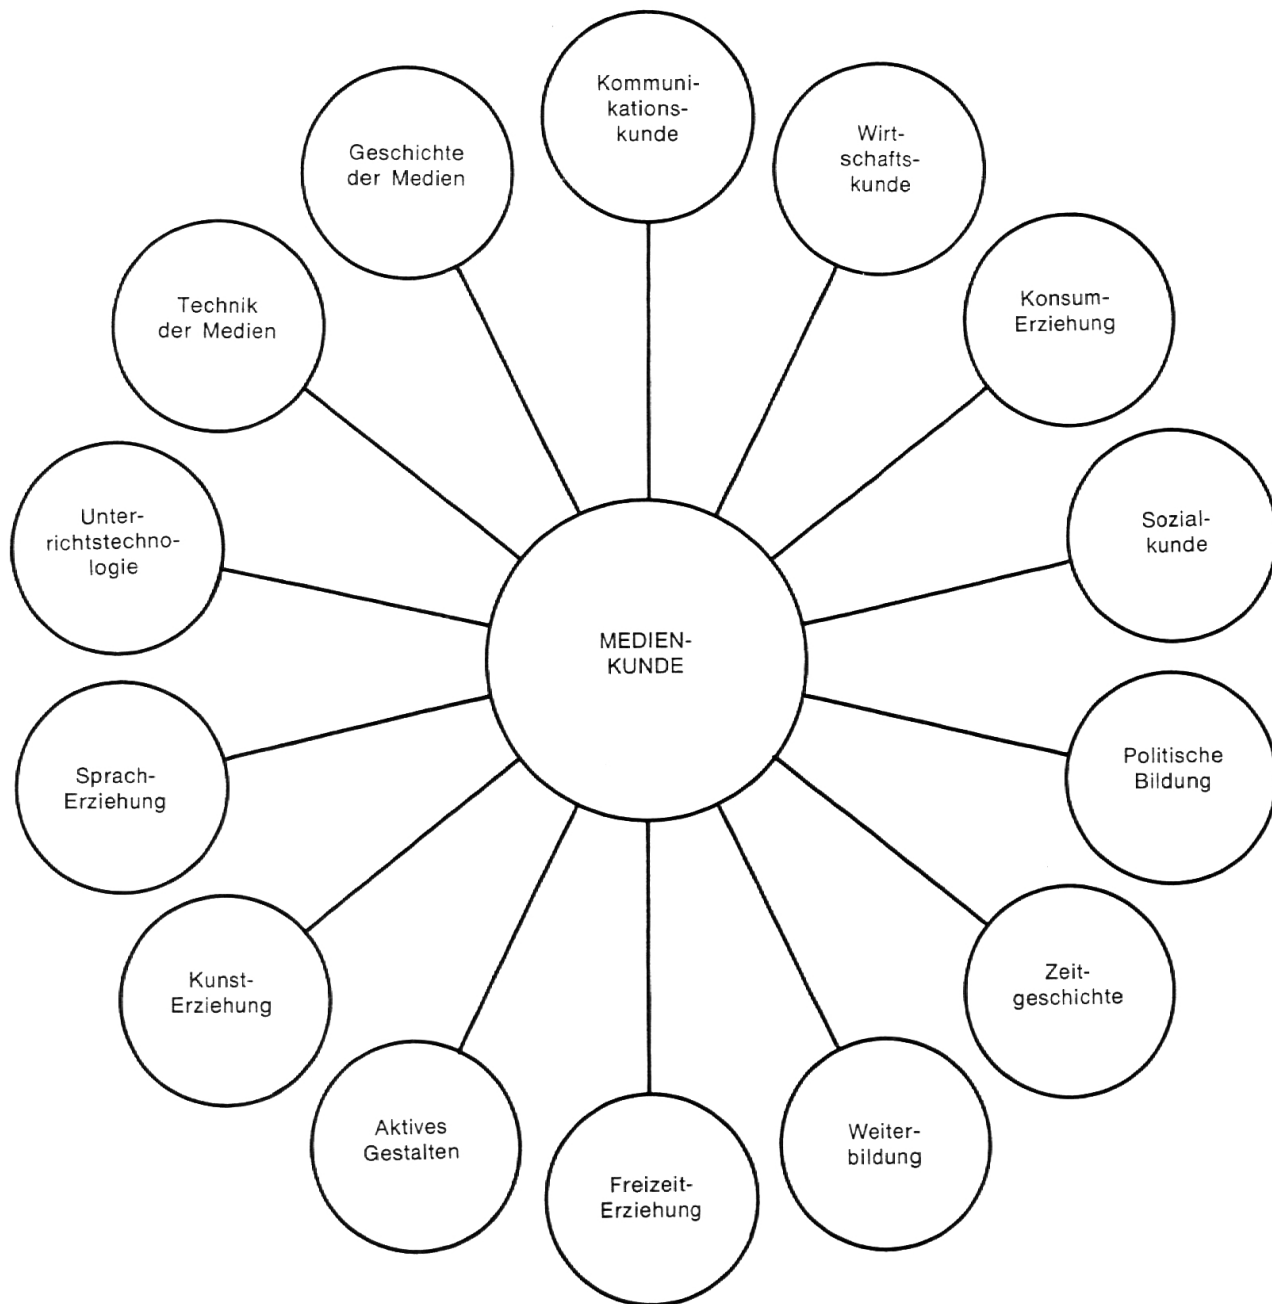 Kommuni-
kations-
kunde
Wirt-
schafts-
kunde
Konsum-
Erziehung
Sozial-
kunde
Politische
Bildung
Zeit-
geschichte
Weiter-
bildung
Freizeit-
Erziehung
Aktives
Gestalten
Kunst-
Erziehung
Sprach-
Erziehung
Unter-
richtstechno-
logie
Technik
der Medien
Geschichte
der Medien
MEDIEN-
KUNDE